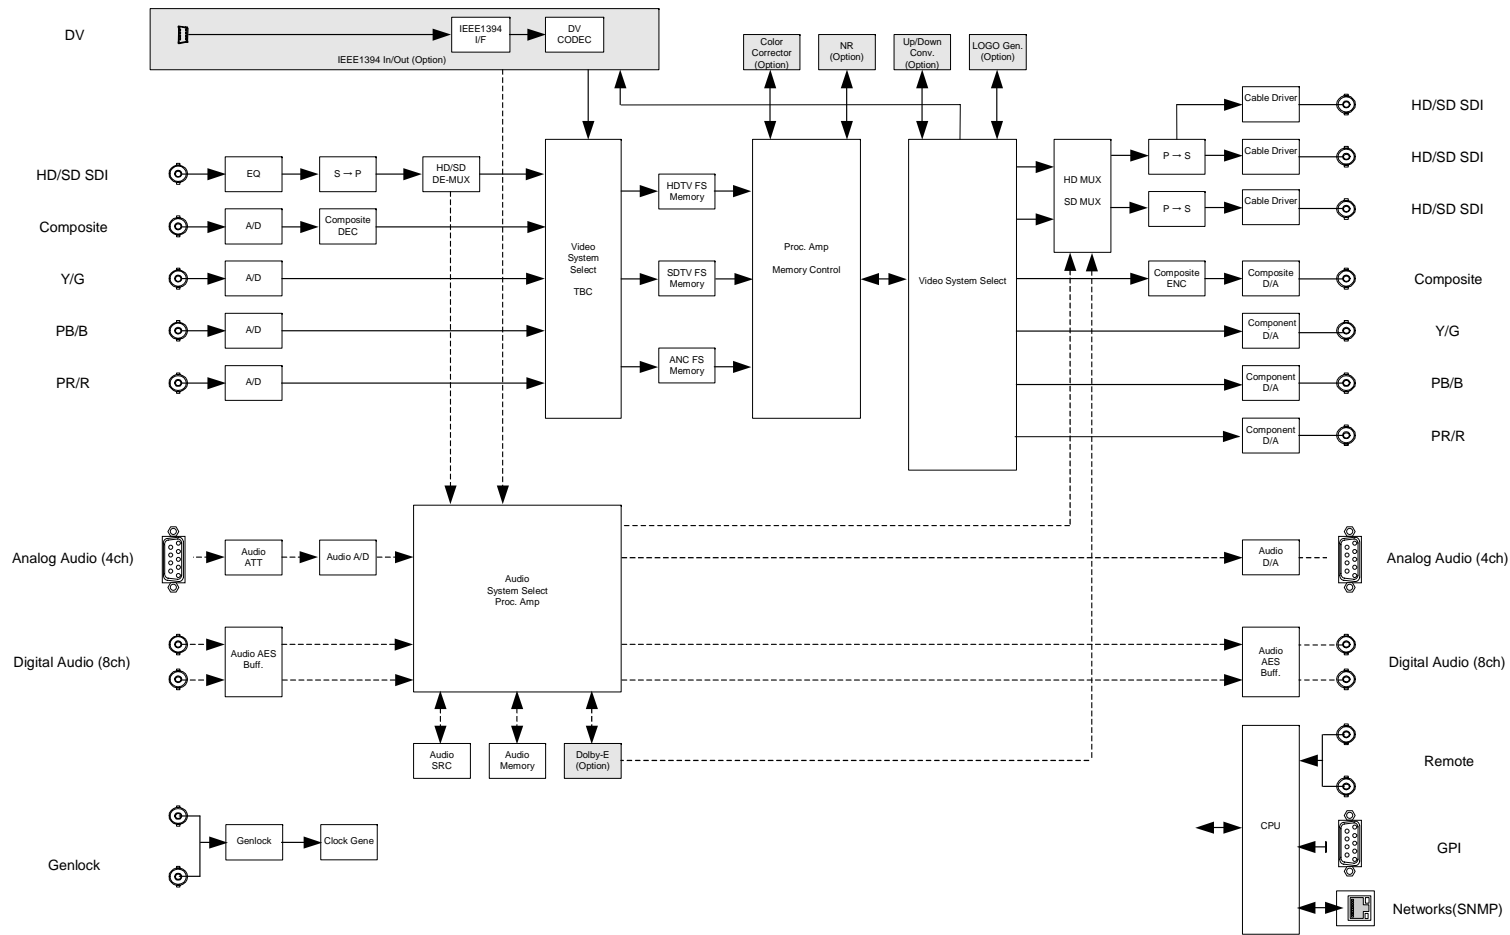 DV
IEEE1394
I/F
DV
CODEC
IEEE1394 In/Out (Option)
Color
Corrector
(Option)
NR
(Option)
Up/Down
Conv.
(Option)
LOGO Gen.
(Option)
HD/SD SDI
EQ
S → P
HD/SD
DE-MUX
Composite
A/D
Composite
DEC
Y/G
A/D
PB/B
A/D
PR/R
A/D
Video
System
Select
TBC
HDTV FS
Memory
SDTV FS
Memory
ANC FS
Memory
Proc. Amp
Memory Control
Video System Select
HD MUX
SD MUX
P → S
P → S
Cable Driver
HD/SD SDI
Cable Driver
HD/SD SDI
Cable Driver
HD/SD SDI
Composite
ENC
Composite
D/A
Composite
Component
D/A
Y/G
Component
D/A
PB/B
Component
D/A
PR/R
Analog Audio (4ch)
Audio
ATT
Audio A/D
Audio
System Select
Proc. Amp
Audio
D/A
Analog Audio (4ch)
Digital Audio (8ch)
Audio AES
Buff.
Audio
AES
Buff.
Digital Audio (8ch)
Audio
SRC
Audio
Memory
Dolby-E
(Option)
Genlock
Genlock
Clock Gene
CPU
Remote
GPI
Networks(SNMP)